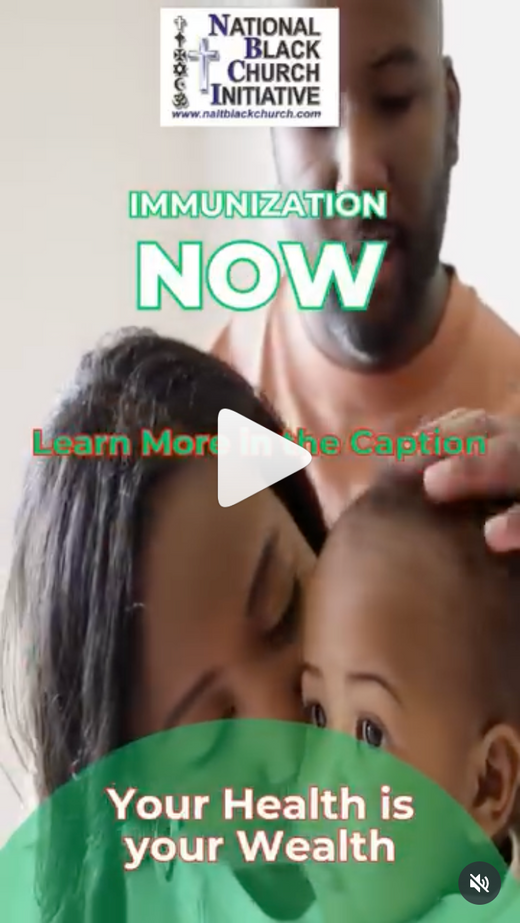 NATIONAL
BLACK
CHURCH
INITIATIVE
www.naltblackchurch.com
IMMUNIZATION
NOW
Learn More in the Caption
Your Health is
your Wealth